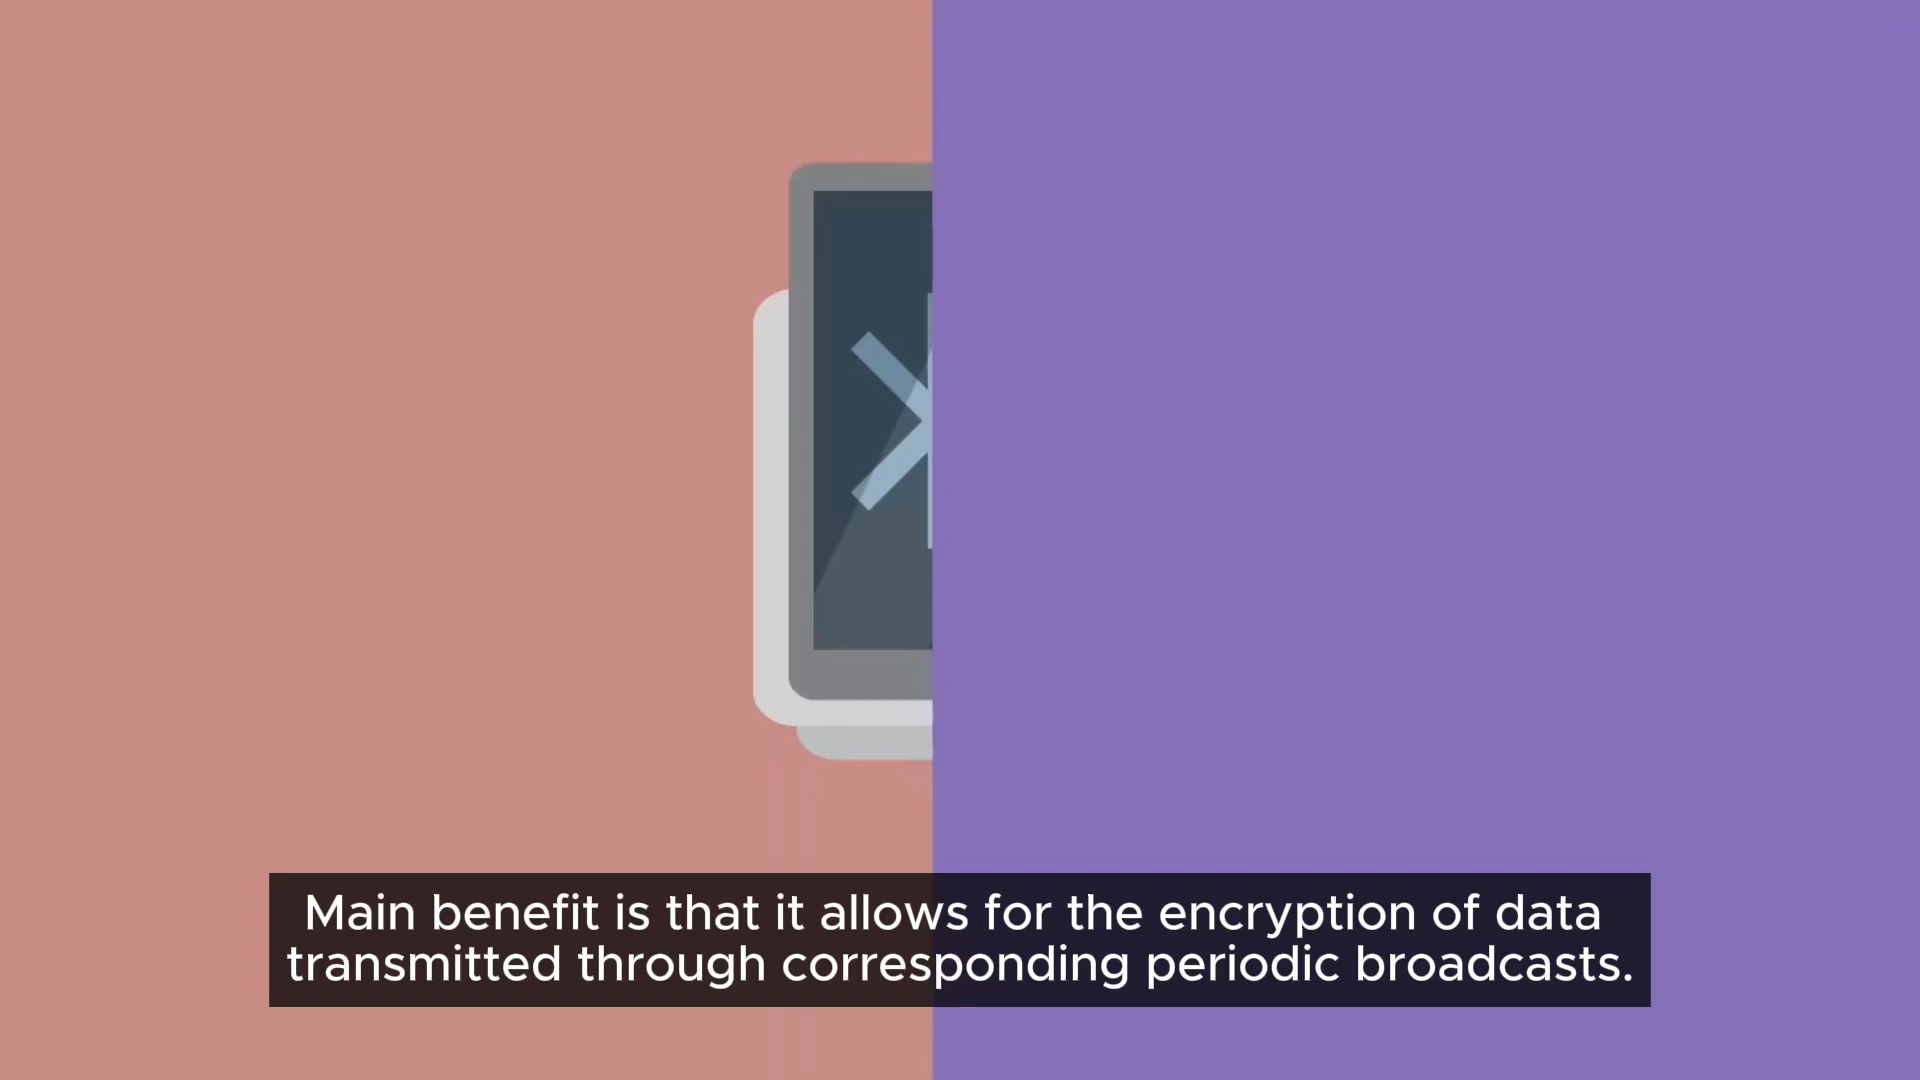 Main benefit is that it allows for the encryption of data
transmitted through corresponding periodic broadcasts.